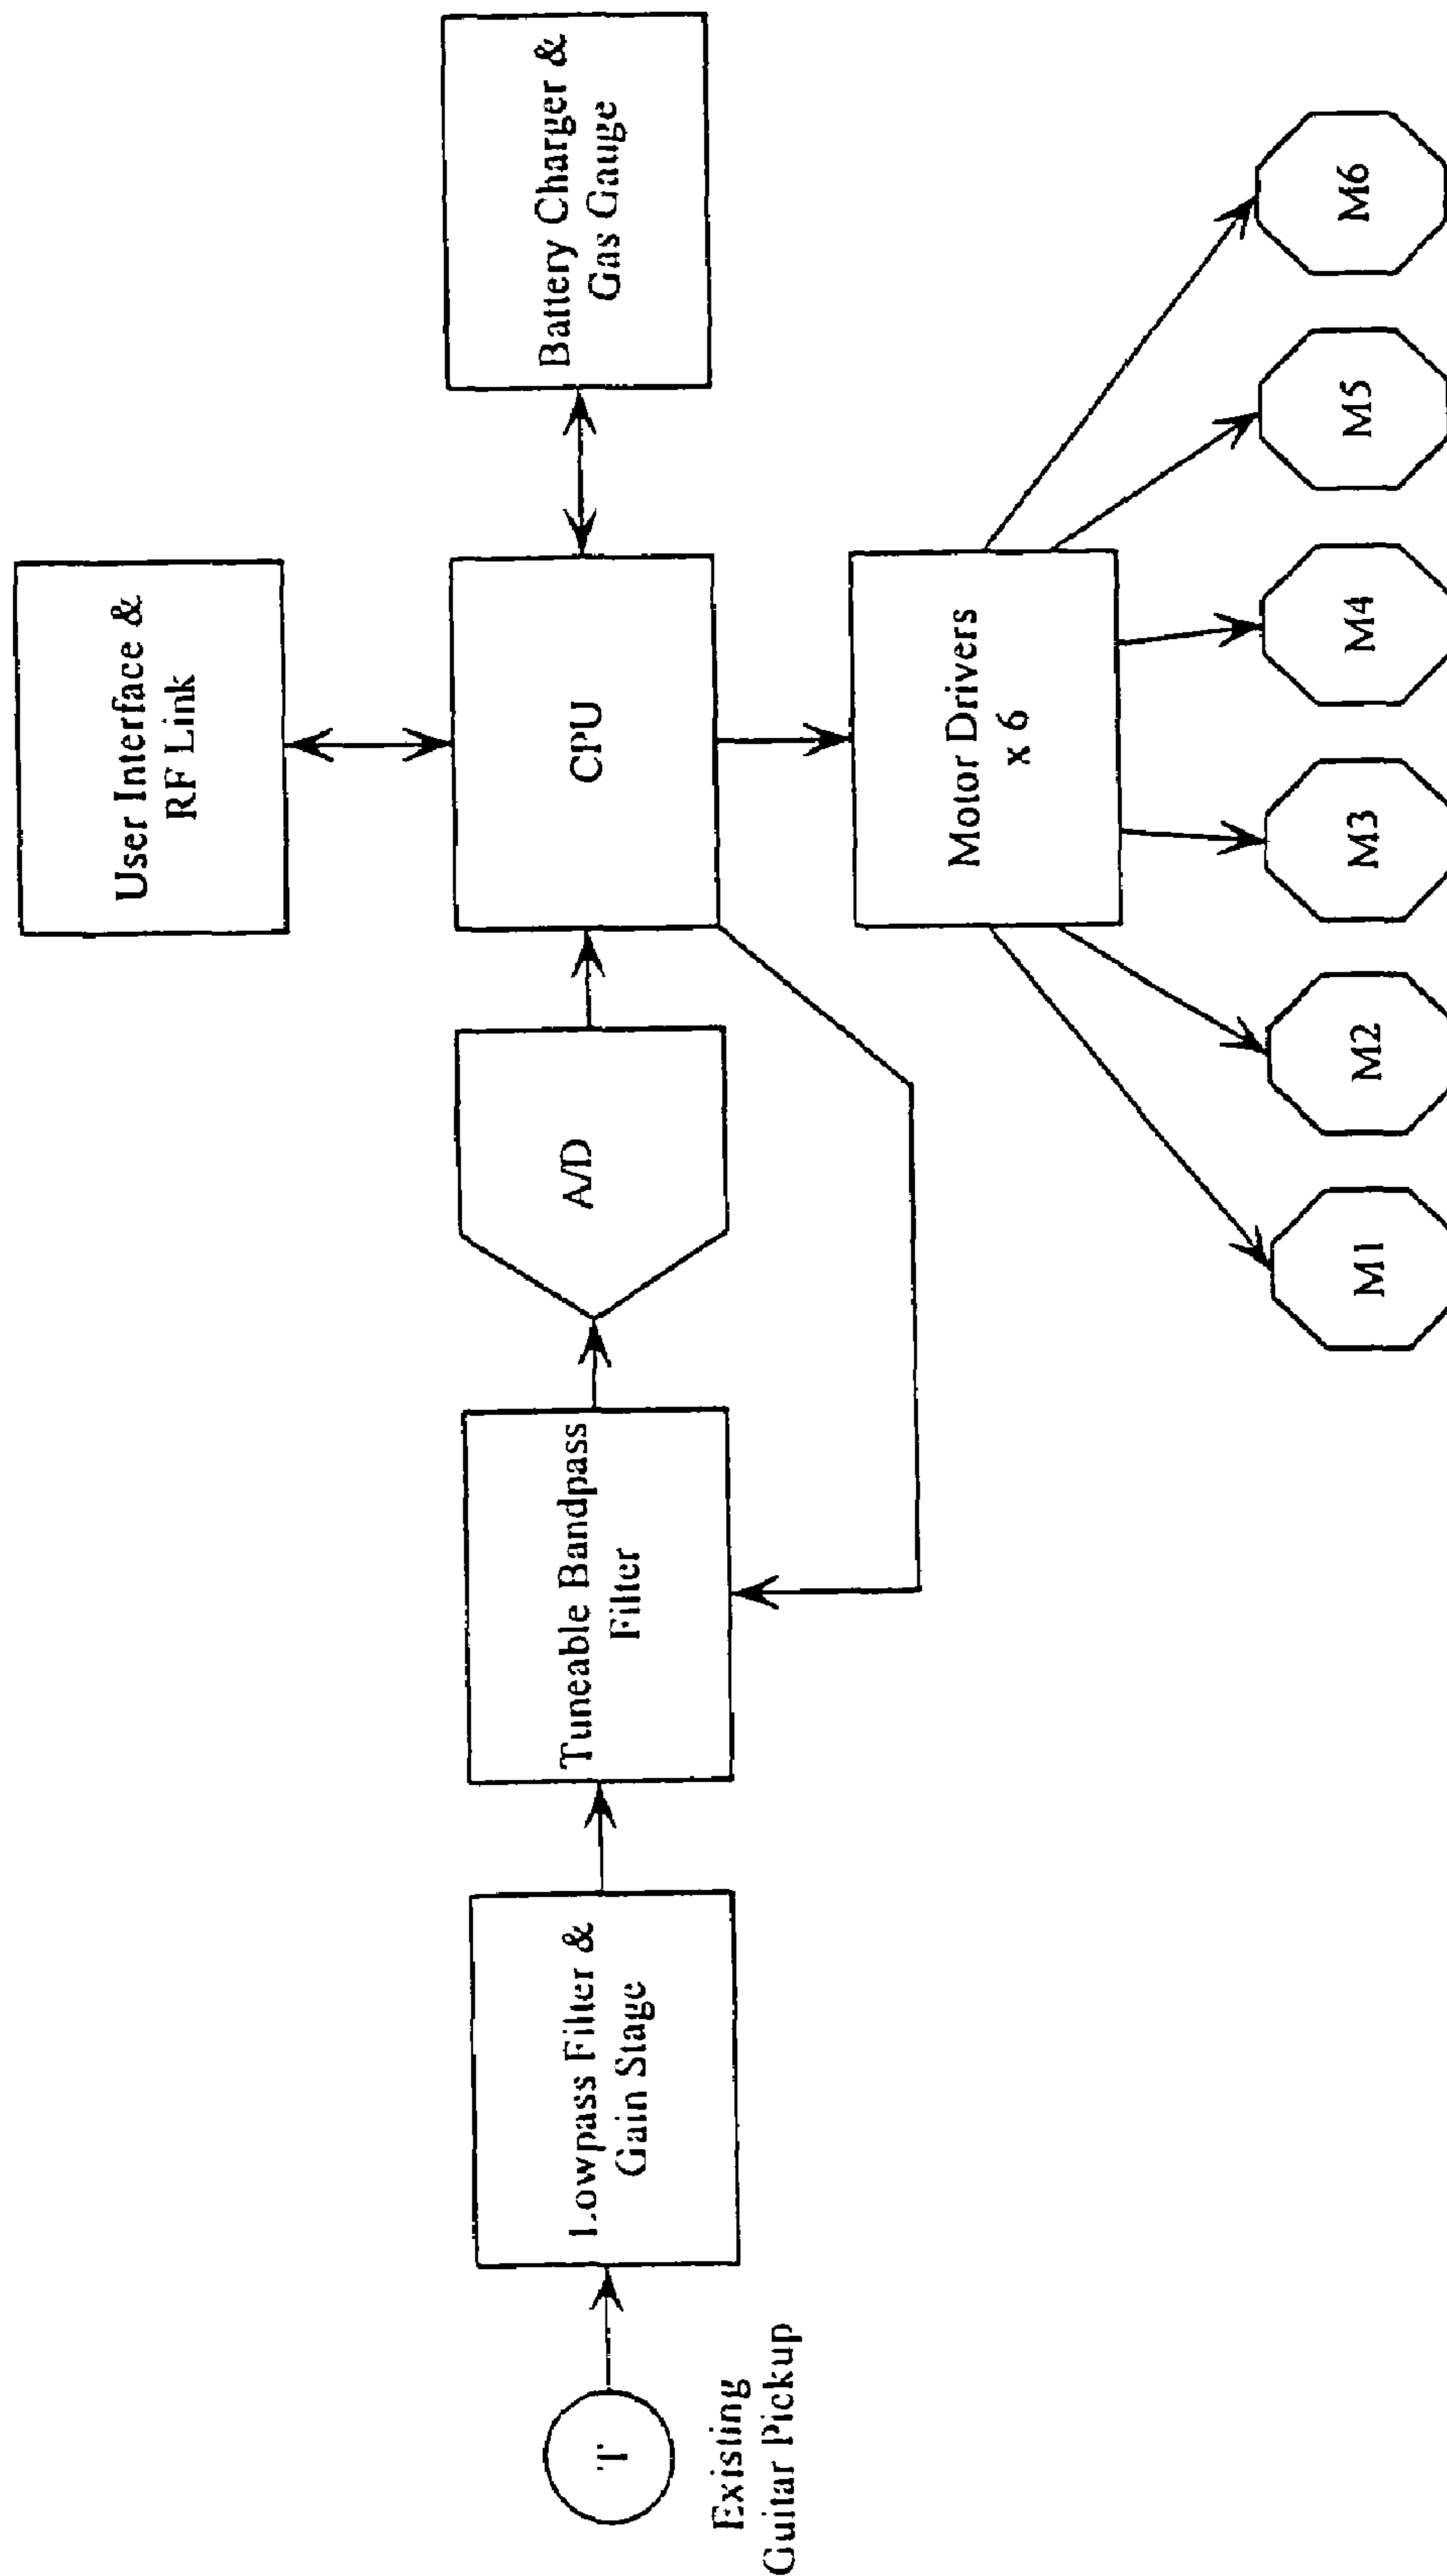 User Interface &
RF Link
Existing
Guitar Pickup
T
Lowpass Filter &
Gain Stage
Tuneable Bandpass
Filter
A/D
CPU
Battery Charger &
Gas Gauge
Motor Drivers
x 6
M1
M2
M3
M4
M5
M6